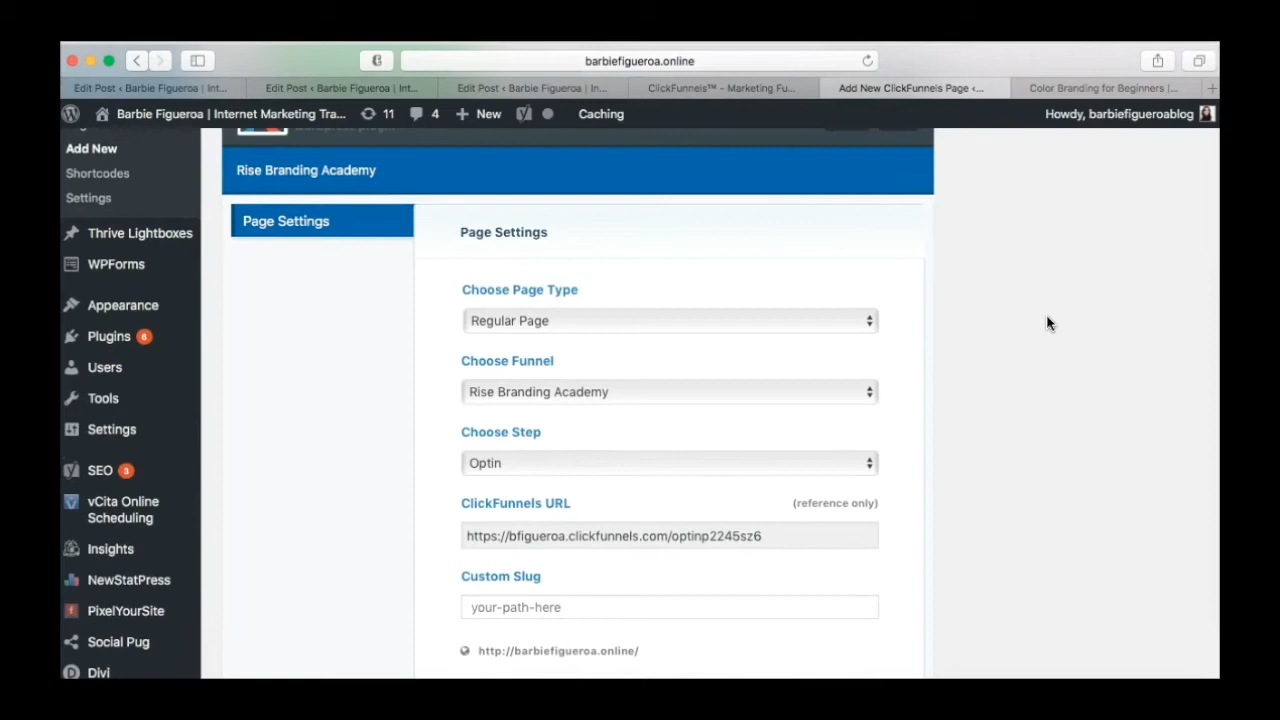 barbiefigueroa.online
Edit Post ‹ Barbie Figueroa | Int...
Edit Post ‹ Barbie Figueroa | Int...
Edit Post ‹ Barbie Figueroa | In...
ClickFunnels™ - Marketing Fu...
Add New ClickFunnels Page ‹...
Color Branding for Beginners |...
Barbie Figueroa | Internet Marketing Tra...
11
4
New
Caching
Howdy, barbiefigueroablog
Add New
Shortcodes
Settings
Thrive Lightboxes
WPForms
Appearance
Plugins 6
Users
Tools
Settings
SEO 3
vCita Online
Scheduling
Insights
NewStatPress
PixelYourSite
Social Pug
Divi
Rise Branding Academy
Page Settings
Page Settings
Choose Page Type
Regular Page
Choose Funnel
Rise Branding Academy
Choose Step
Optin
ClickFunnels URL
(reference only)
https://bfigueroa.clickfunnels.com/optinp2245sz6
Custom Slug
your-path-here
http://barbiefigueroa.online/